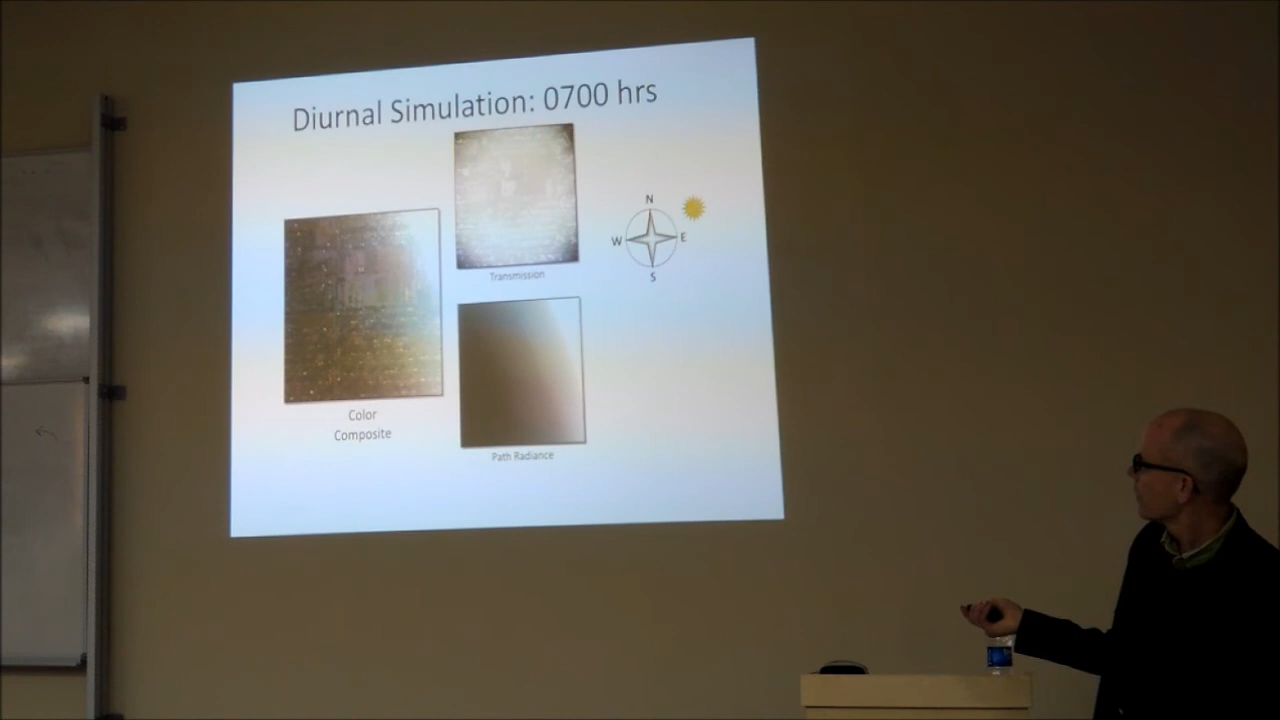 Diurnal Simulation: 0700 hrs
Transmission
N
W
E
S
Color
Composite
Path Radiance